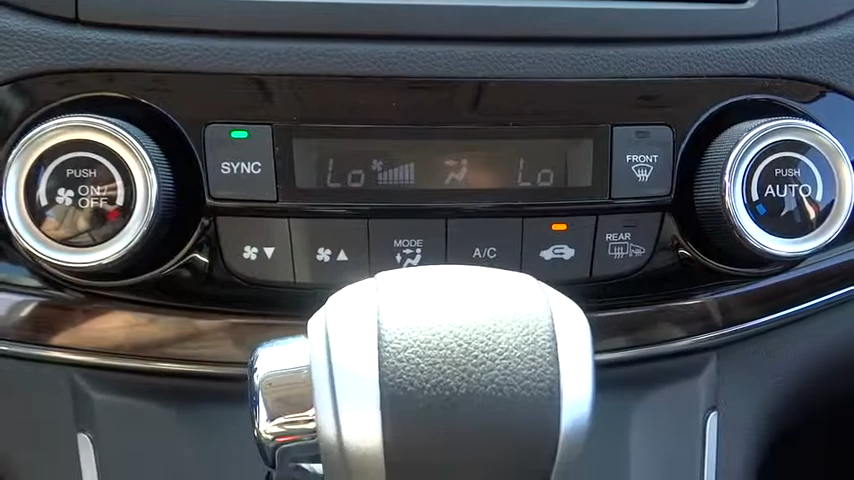 PUSH
ON
OFF
SYNC
Lo
Lo
FRONT
PUSH
AUTO
MODE
A/C
REAR